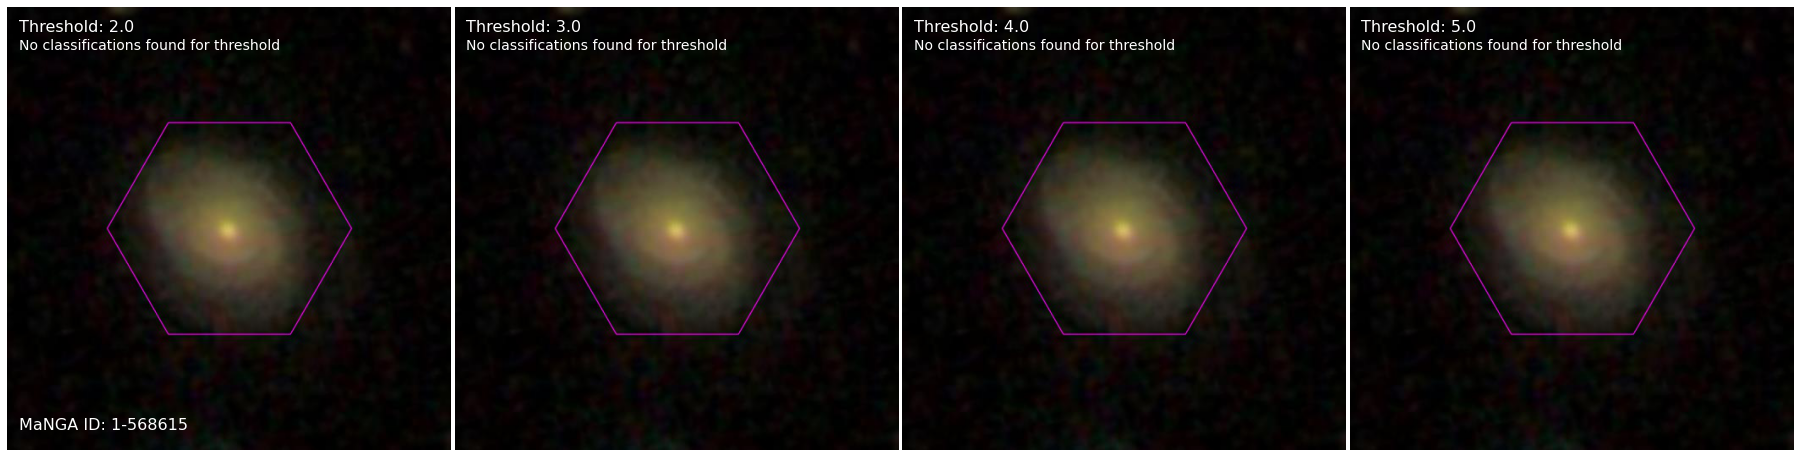 Threshold: 2.0
No classifications found for threshold
MaNGA ID: 1-568615
Threshold: 3.0
No classifications found for threshold
Threshold: 4.0
No classifications found for threshold
Threshold: 5.0
No classifications found for threshold